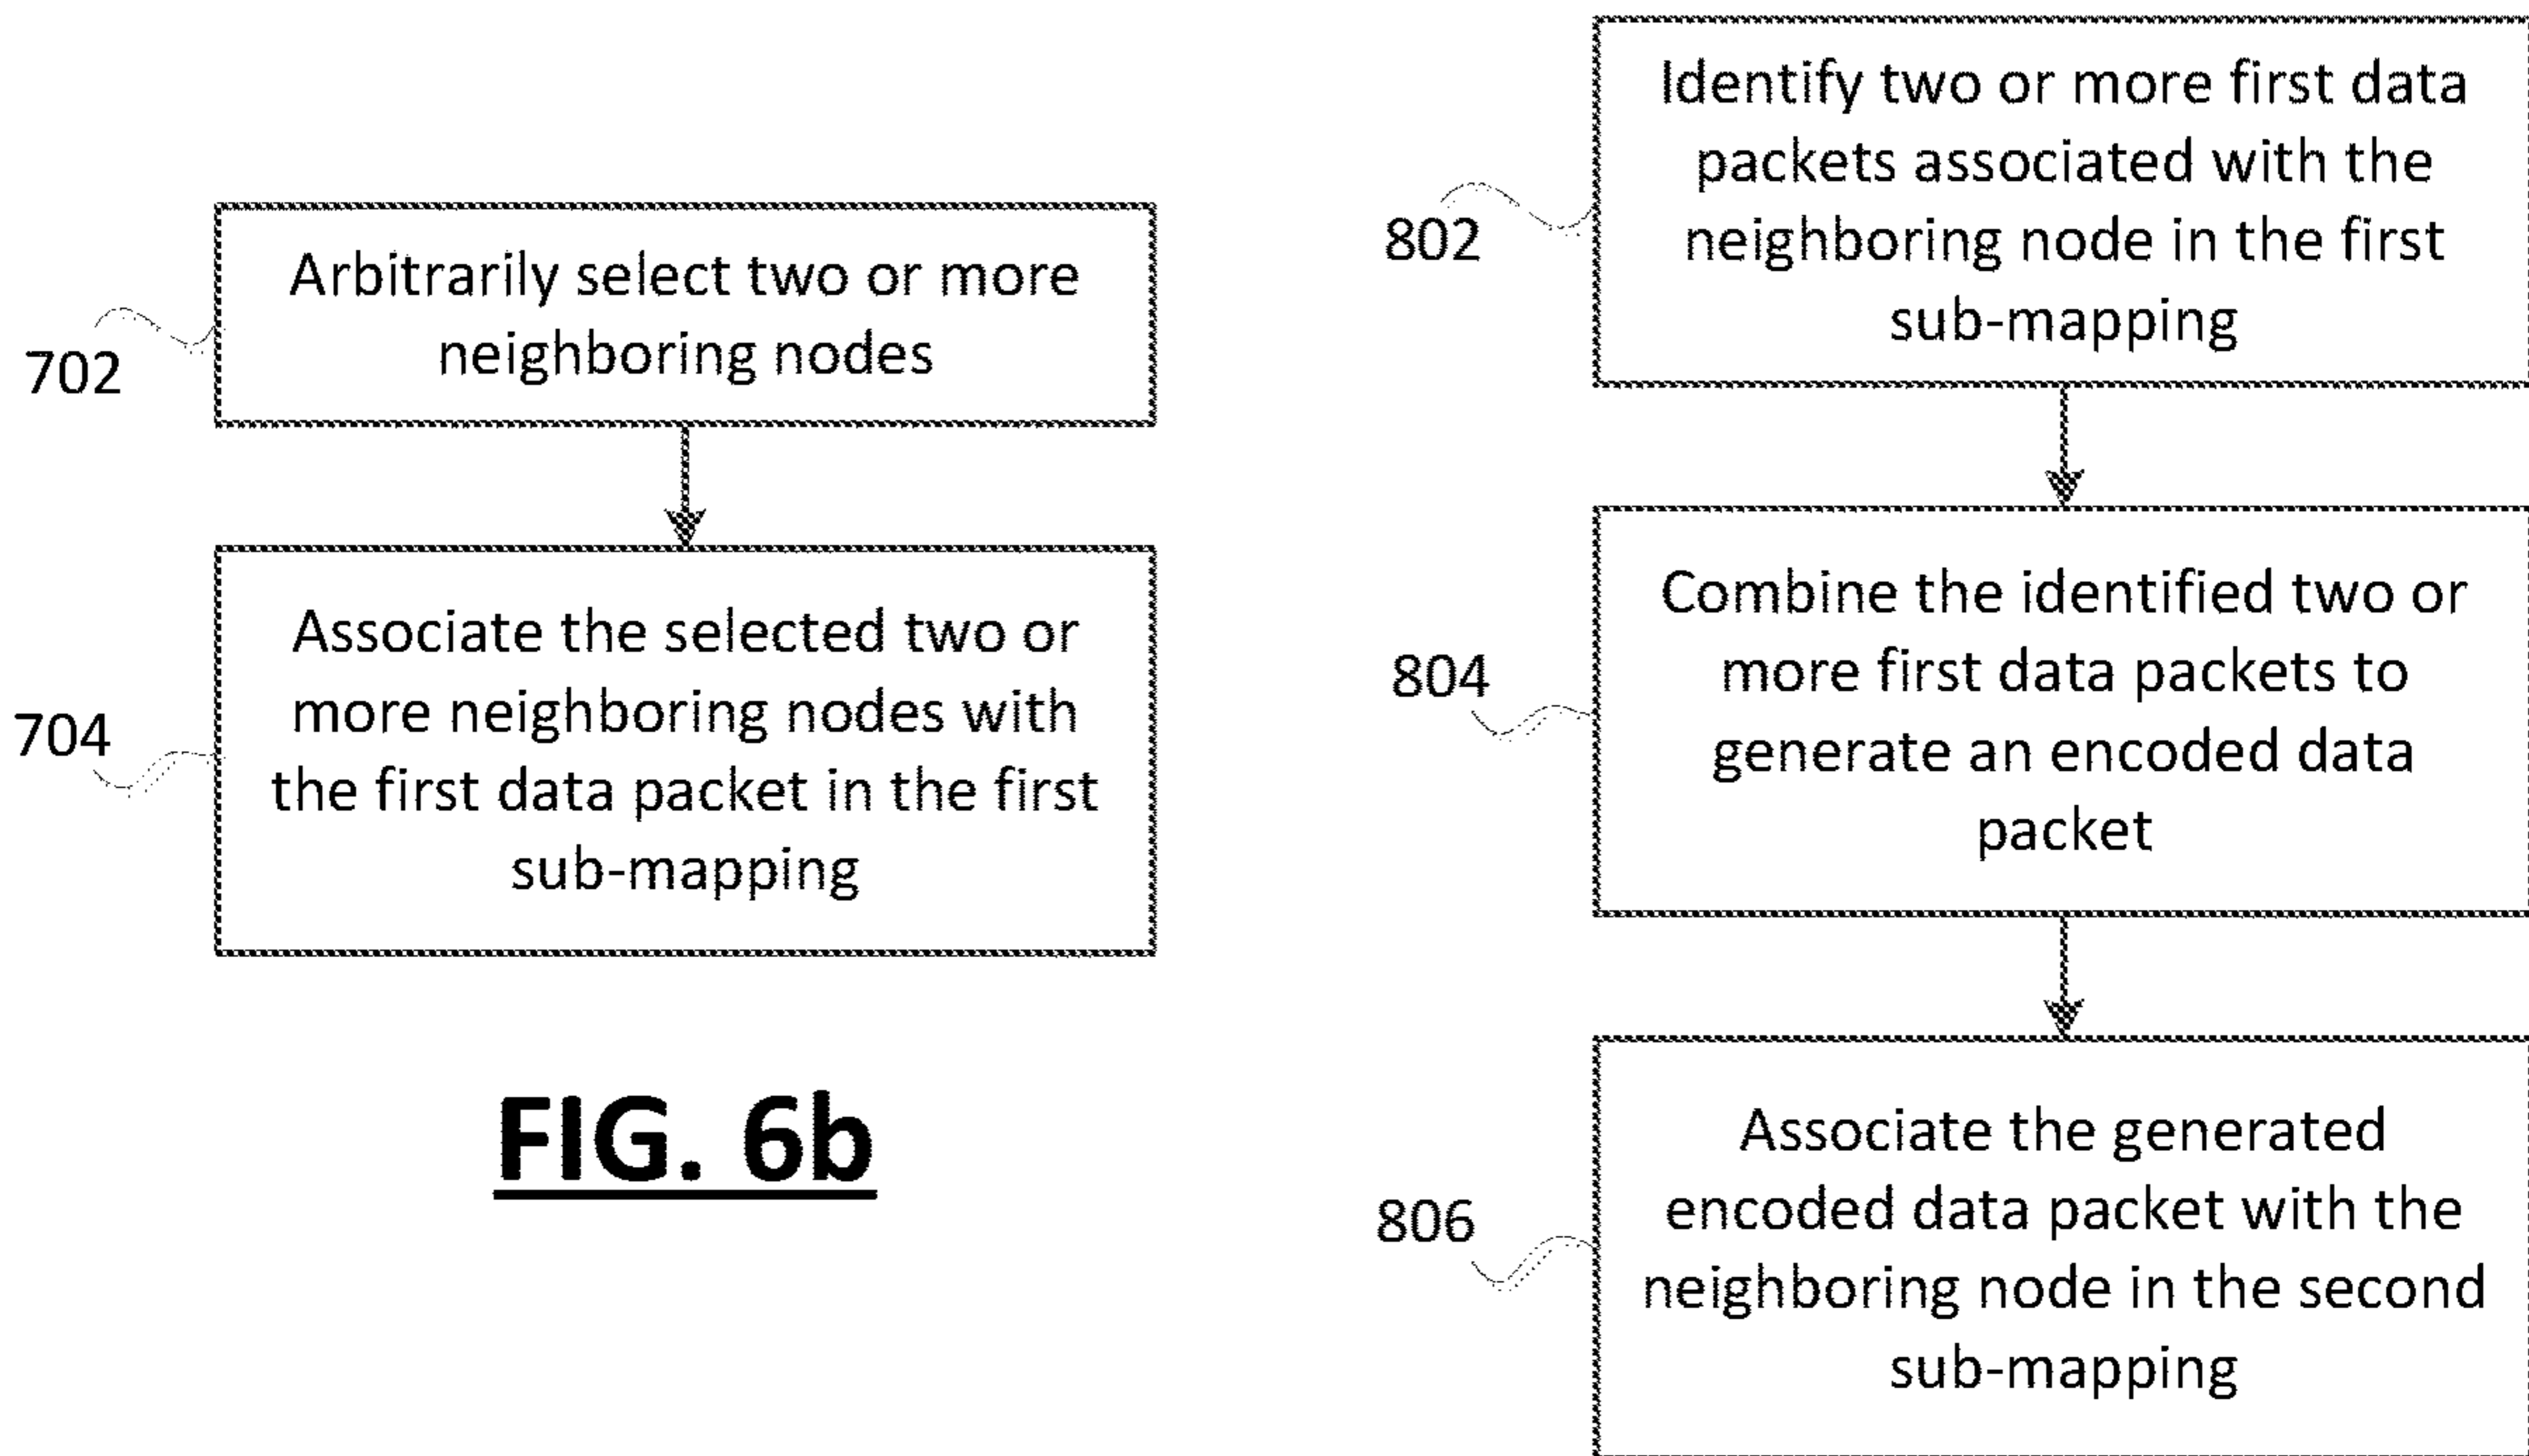 702
Arbitrarily select two or more
neighboring nodes
704
Associate the selected two or
more neighboring nodes with
the first data packet in the first
sub-mapping
FIG. 6b
802
Identify two or more first data
packets associated with the
neighboring node in the first
sub-mapping
804
Combine the identified two or
more first data packets to
generate an encoded data
packet
806
Associate the generated
encoded data packet with the
neighboring node in the second
sub-mapping